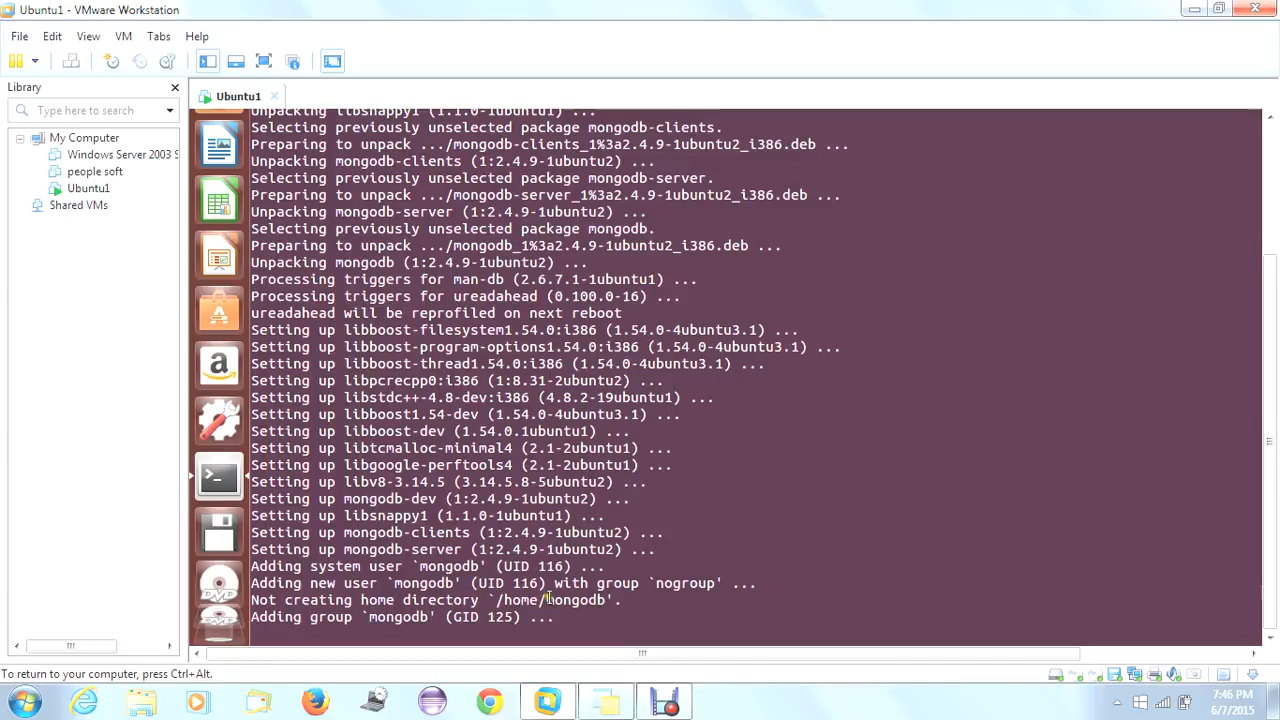 Ubuntu1 - VMware Workstation
File Edit View VM Tabs Help
Library
Type here to search
My Computer
Windows Server 2003 S
people soft
Ubuntu1
Shared VMs
Ubuntu1
Unpacking libsnappy1 (1.1.0-1ubuntu1) ...
Selecting previously unselected package mongodb-clients.
Preparing to unpack .../mongodb-clients_1%3a2.4.9-1ubuntu2_i386.deb ...
Unpacking mongodb-clients (1:2.4.9-1ubuntu2) ...
Selecting previously unselected package mongodb-server.
Preparing to unpack .../mongodb-server_1%3a2.4.9-1ubuntu2_i386.deb ...
Unpacking mongodb-server (1:2.4.9-1ubuntu2) ...
Selecting previously unselected package mongodb.
Preparing to unpack .../mongodb_1%3a2.4.9-1ubuntu2_i386.deb ...
Unpacking mongodb (1:2.4.9-1ubuntu2) ...
Processing triggers for man-db (2.6.7.1-1ubuntu1) ...
Processing triggers for ureadahead (0.100.0-16) ...
ureadahead will be reprofiled on next reboot
Setting up libboost-filesystem1.54.0:i386 (1.54.0-4ubuntu3.1) ...
Setting up libboost-program-options1.54.0:i386 (1.54.0-4ubuntu3.1) ...
Setting up libboost-thread1.54.0:i386 (1.54.0-4ubuntu3.1) ...
Setting up libpcrecpp0:i386 (1:8.31-2ubuntu2) ...
Setting up libstdc++-4.8-dev:i386 (4.8.2-19ubuntu1) ...
Setting up libboost1.54-dev (1.54.0-4ubuntu3.1) ...
Setting up libboost-dev (1.54.0.1ubuntu1) ...
Setting up libtcmalloc-minimal4 (2.1-2ubuntu1) ...
Setting up libgoogle-perftools4 (2.1-2ubuntu1) ...
Setting up libv8-3.14.5 (3.14.5.8-5ubuntu2) ...
Setting up mongodb-dev (1:2.4.9-1ubuntu2) ...
Setting up libsnappy1 (1.1.0-1ubuntu1) ...
Setting up mongodb-clients (1:2.4.9-1ubuntu2) ...
Setting up mongodb-server (1:2.4.9-1ubuntu2) ...
Adding system user `mongodb' (UID 116) ...
Adding new user `mongodb' (UID 116) with group `nogroup' ...
Not creating home directory `/home/mongodb'.
Adding group `mongodb' (GID 125) ...
To return to your computer, press Ctrl+Alt.
7:46 PM
6/7/2015